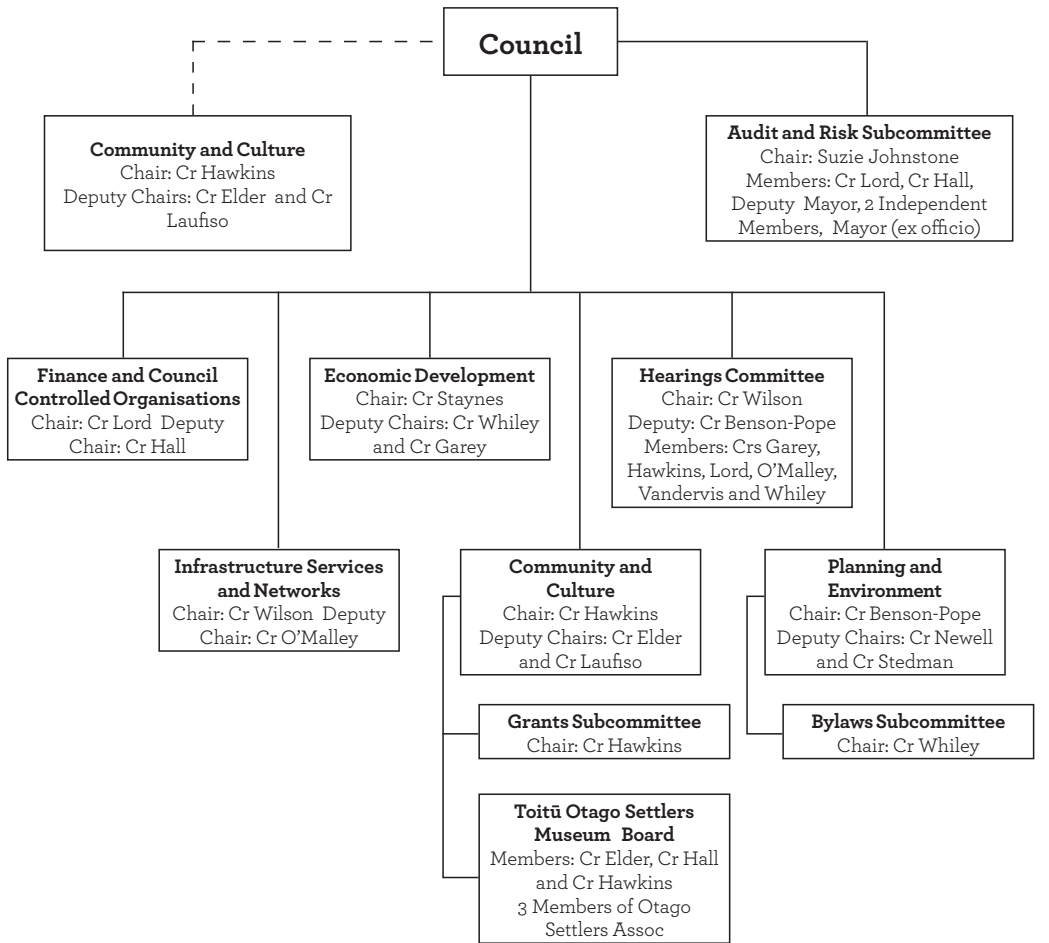 Council
Community and Culture
Chair: Cr Hawkins
Deputy Chairs: Cr Elder and Cr
Laufiso
Audit and Risk Subcommittee
Chair: Suzie Johnstone
Members: Cr Lord, Cr Hall,
Deputy Mayor, 2 Independent
Members, Mayor (ex officio)
Finance and Council
Controlled Organisations
Chair: Cr Lord Deputy
Chair: Cr Hall
Economic Development
Chair: Cr Staynes
Deputy Chairs: Cr Whiley
and Cr Garey
Hearings Committee
Chair: Cr Wilson
Deputy: Cr Benson-Pope
Members: Crs Garey,
Hawkins, Lord, O'Malley,
Vandervis and Whiley
Infrastructure Services
and Networks
Chair: Cr Wilson Deputy
Chair: Cr O'Malley
Community and
Culture
Chair: Cr Hawkins
Deputy Chairs: Cr Elder
and Cr Laufiso
Planning and
Environment
Chair: Cr Benson-Pope
Deputy Chairs: Cr Newell
and Cr Stedman
Grants Subcommittee
Chair: Cr Hawkins
Bylaws Subcommittee
Chair: Cr Whiley
Toitū Otago Settlers
Museum Board
Members: Cr Elder, Cr Hall
and Cr Hawkins
3 Members of Otago
Settlers Assoc